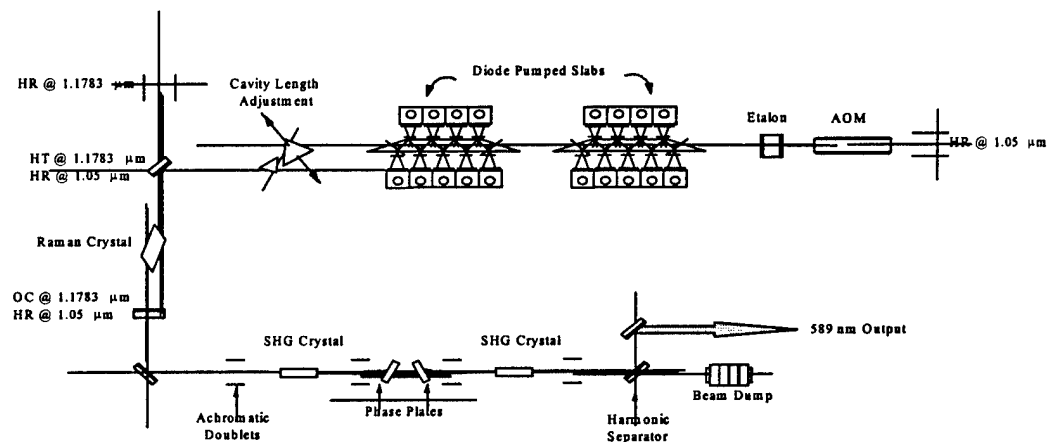 Diode Pumped Slabs
HR @ 1.1783 μm
Cavity Length
Adjustment
Etalon
AOM
HR @ 1.05 μm
HT @ 1.1783 μm
HR @ 1.05 μm
Raman Crystal
OC @ 1.1783 μm
HR @ 1.05 μm
589 nm Output
SHG Crystal
SHG Crystal
Beam Dump
Phase Plates
Achromatic
Doublets
Harmonic
Separator